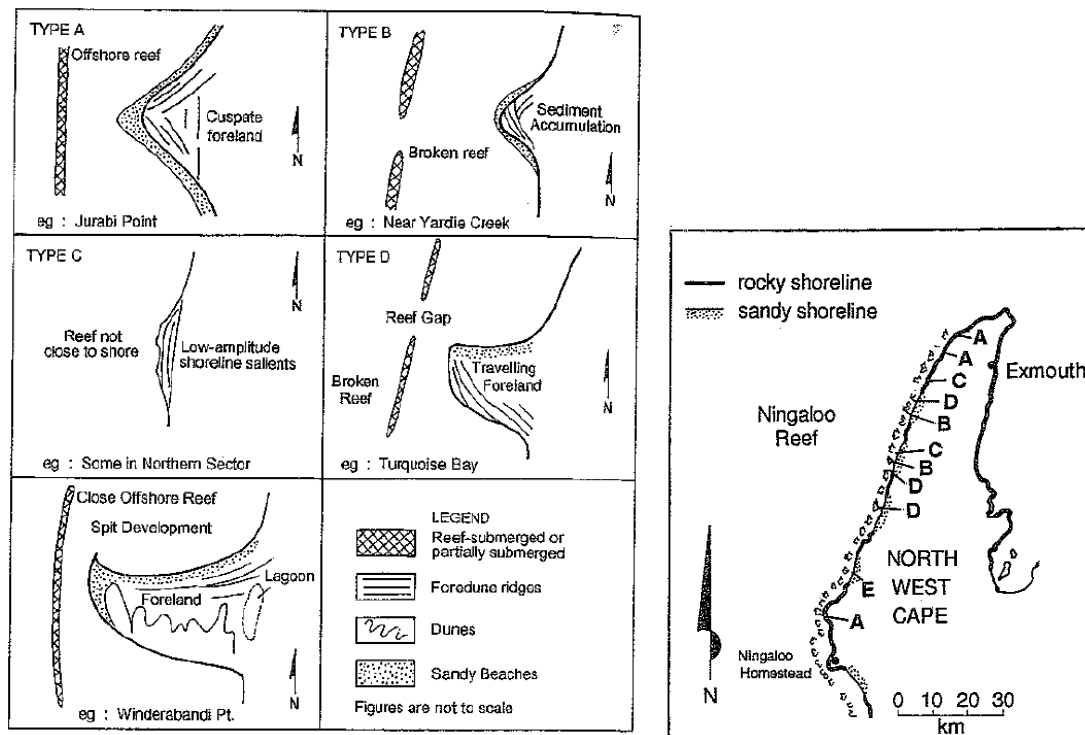 TYPE A
Offshore reef
Cuspate
foreland
N
eg : Jurabi Point
TYPE B
Sediment
Accumulation
Broken reef
N
eg : Near Yardie Creek
TYPE C
Reef not
close to shore
Low-amplitude
shoreline salients
N
eg : Some in Northern Sector
TYPE D
Reef Gap
Broken
Reef
Travelling
Foreland
N
eg : Turquoise Bay
Close Offshore Reef
Spit Development
Lagoon
Foreland
N
eg : Winderabandi Pt.
LEGEND
Reef-submerged or
partially submerged
Foredune ridges
Dunes
Sandy Beaches
Figures are not to scale
rocky shoreline
sandy shoreline
A
A
Exmouth
C
D
Ningaloo
Reef
B
C
B
D
D
NORTH
WEST
CAPE
E
A
Ningaloo
Homestead
N
0 10 20 30
km